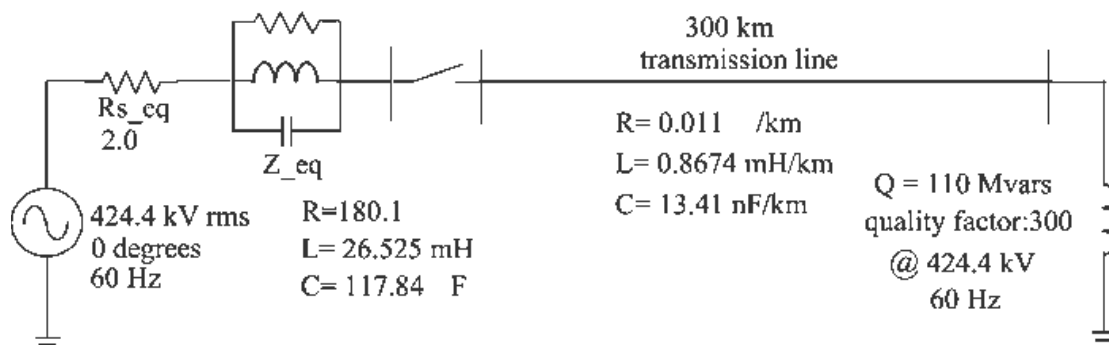 Rs_eq
2.0
Z_eq
424.4 kV rms
0 degrees
60 Hz
R=180.1
L= 26.525 mH
C= 117.84 F
300 km
transmission line
R= 0.011 /km
L= 0.8674 mH/km
C= 13.41 nF/km
Q = 110 Mvars
quality factor:300
@ 424.4 kV
60 Hz